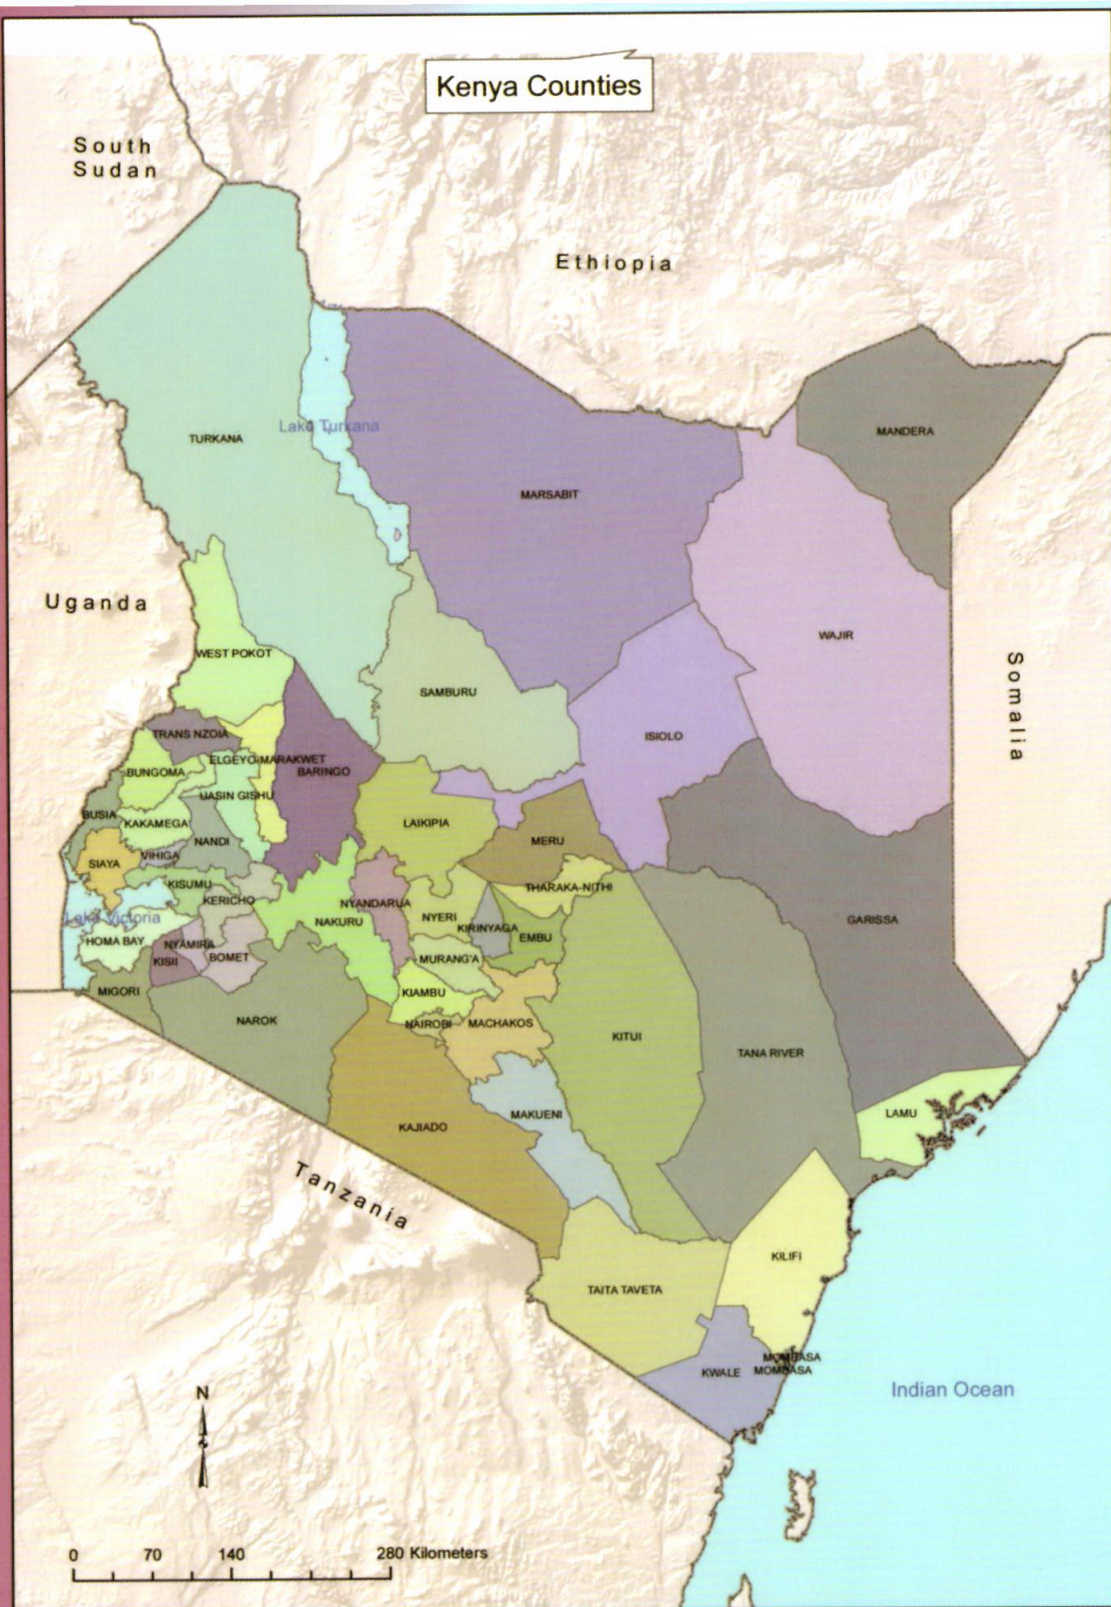 Kenya Counties
South
Sudan
Ethiopia
TURKANA
Lake Turkana
MANDERA
MARSABIT
Uganda
WAJIR
WEST POKOT
Somalia
SAMBURU
TRANS NZOIA
ISIOLO
ELGEYO-MARAKWET
BUNGOMA
BARINGO
UASIN GISHU
BUSIA
KAKAMEGA
LAIKIPIA
NANDI
MERU
VIHIGA
SIAYA
KISUMU
THARAKA-NITHI
KERICHO
NYANDARUA
Lake Victoria
NAKURU
NYERI
GARISSA
KIRINYAGA
EMBU
HOMA BAY
NYAMIRA
BOMET
KISII
MURANG'A
MIGORI
KIAMBU
NAROK
NAIROBI
MACHAKOS
KITUI
TANA RIVER
MAKUENI
LAMU
KAJIADO
Tanzania
KILIFI
TAITA TAVETA
MOMBASA
MOMBASA
KWALE
Indian Ocean
N
0 70 140 280 Kilometers